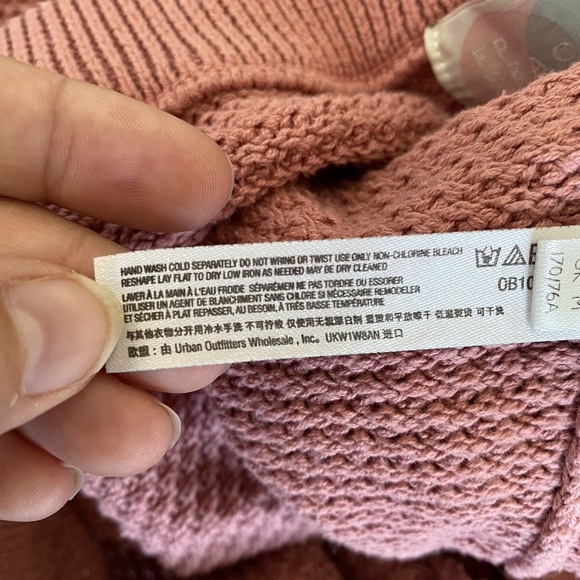 HAND WASH COLD SEPARATELY DO NOT WRING OR TWIST USE ONLY NON-CHLORINE BLEACH
RESHAPE LAY FLAT TO DRY LOW IRON AS NEEDED MAY BE DRY CLEANED
LAVER À LA MAIN À L'EAU FROIDE SÉPARÉMEN NE PAS TORDRE OU ESSORER
UTILISER UN AGENT DE BLANCHIMENT SANS CHLORE SI NÉCESSAIRE REMODELER
ET SÉCHER À PLAT REPASSER, AU BESOIN, À TRÈS BASSE TEMPÉRATURE
与其他衣物分开用冷水手洗 不可拧绞 仅使用无氯漂白剂 重塑和平放晾干 低温熨烫 可干洗
欧盟：由 Urban Outfitters Wholesale , Inc。 UKW1W8AN 进口
0B10
170/76A